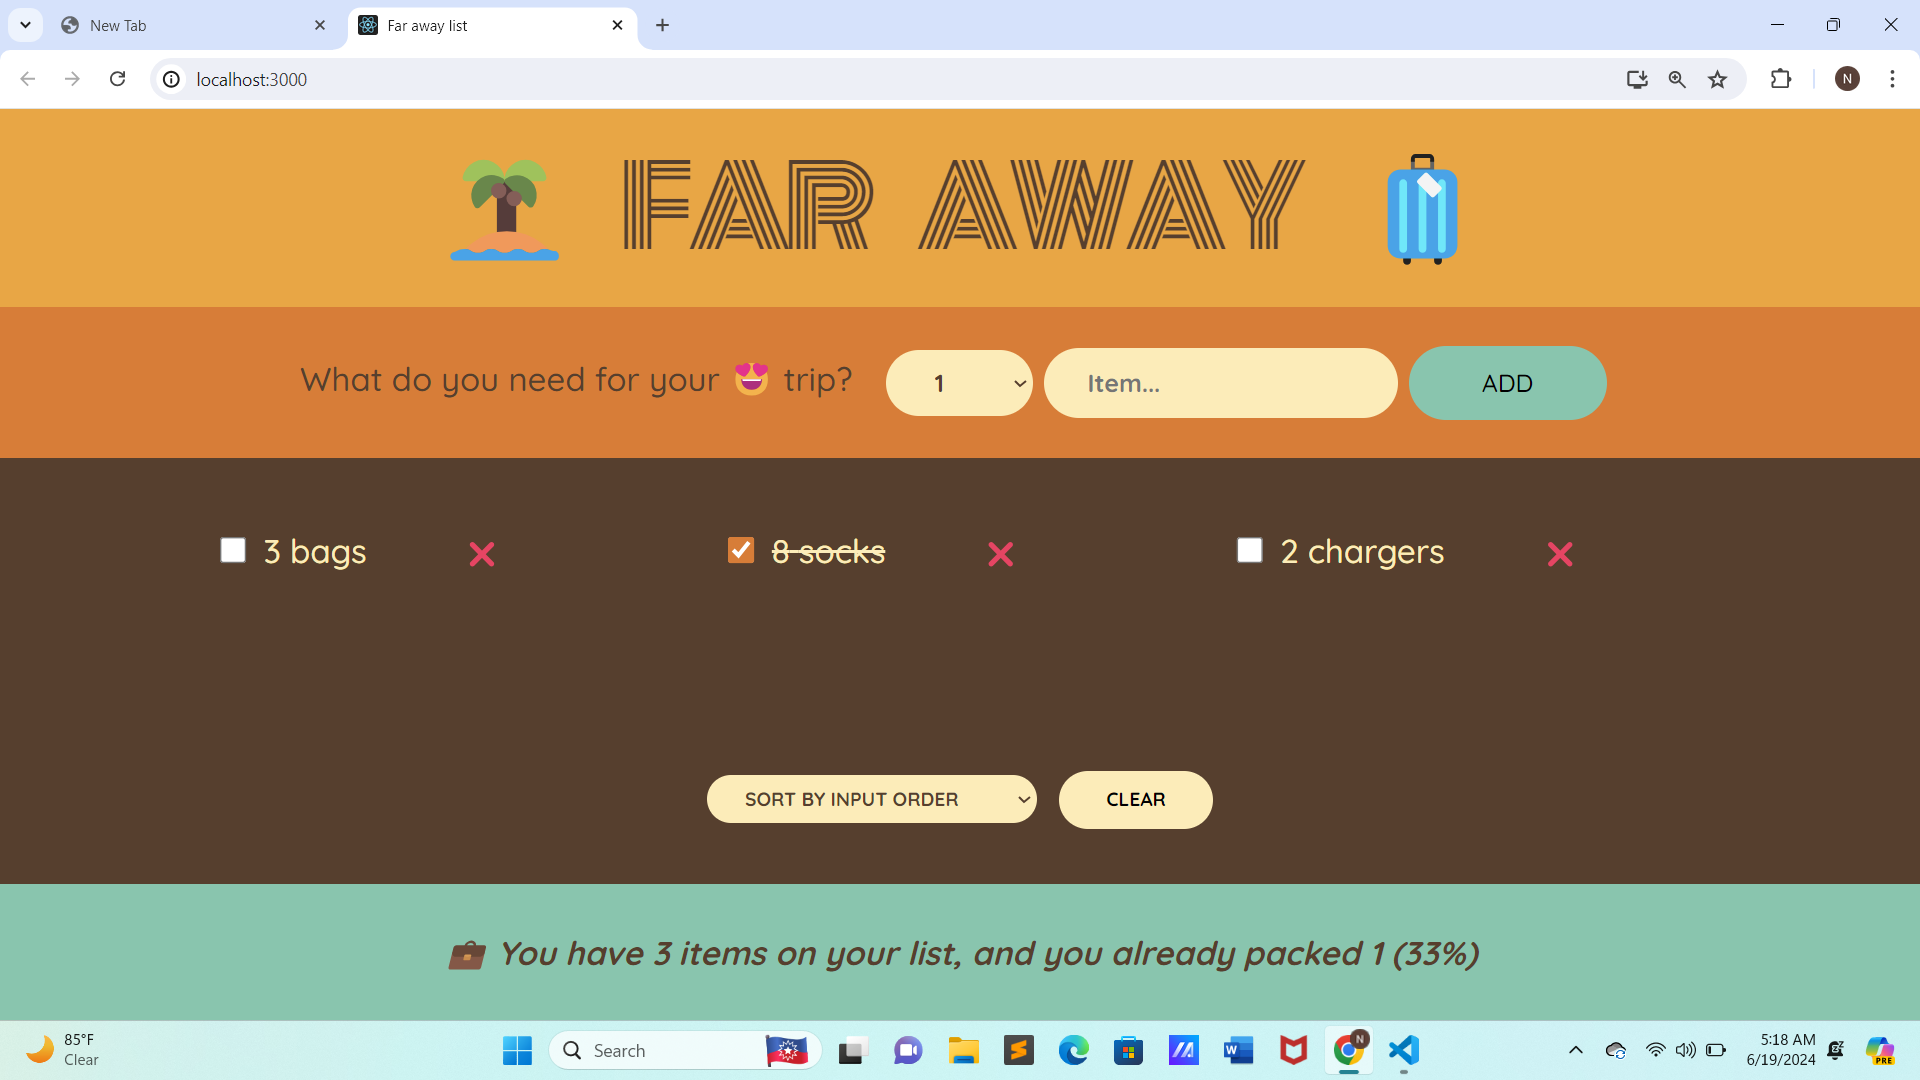 New Tab
Far away list
localhost:3000
N
FAR AWAY
What do you need for your 😍 trip?
1
Item...
ADD
3 bags
8 socks
2 chargers
SORT BY INPUT ORDER
CLEAR
💼 You have 3 items on your list, and you already packed 1 (33%)
85°F
Clear
Search
W
N
5:18 AM
6/19/2024
PRE